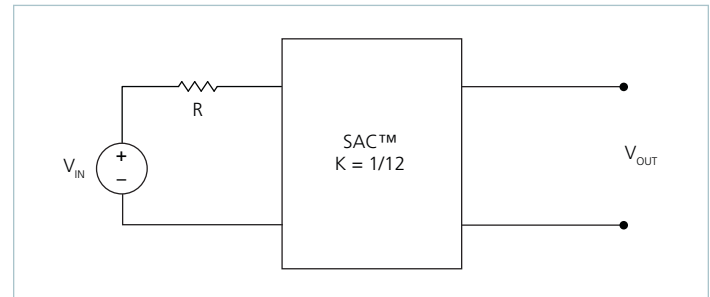 R
SAC™
K = 1/12
+
V_IN
–
V_OUT